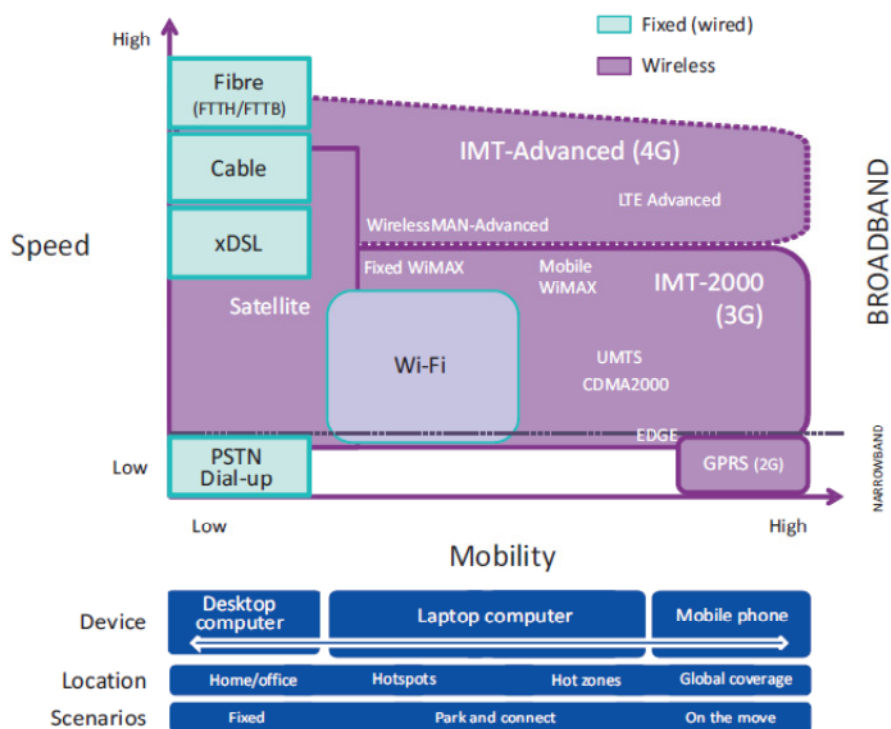 High
Fixed (wired)
Wireless
Fibre
(FTTH/FTTB)
IMT-Advanced (4G)
Cable
LTE Advanced
WirelessMAN-Advanced
Speed
xDSL
BROADBAND
Fixed WiMAX
Mobile
WiMAX
IMT-2000
(3G)
Satellite
Wi-Fi
UMTS
CDMA2000
EDGE
Low
PSTN
Dial-up
GPRS (2G)
NARROWBAND
Low
High
Mobility
Device
Desktop
computer
Laptop computer
Mobile phone
Location
Home/office
Hotspots
Hot zones
Global coverage
Scenarios
Fixed
Park and connect
On the move